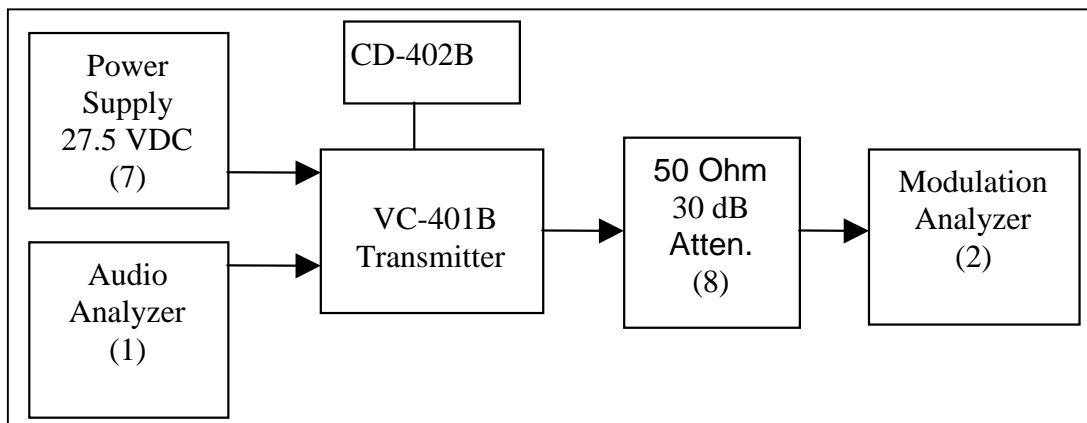 Power
Supply
27.5 VDC
(7)
CD-402B
Audio
Analyzer
(1)
VC-401B
Transmitter
50 Ohm
30 dB
Atten.
(8)
Modulation
Analyzer
(2)